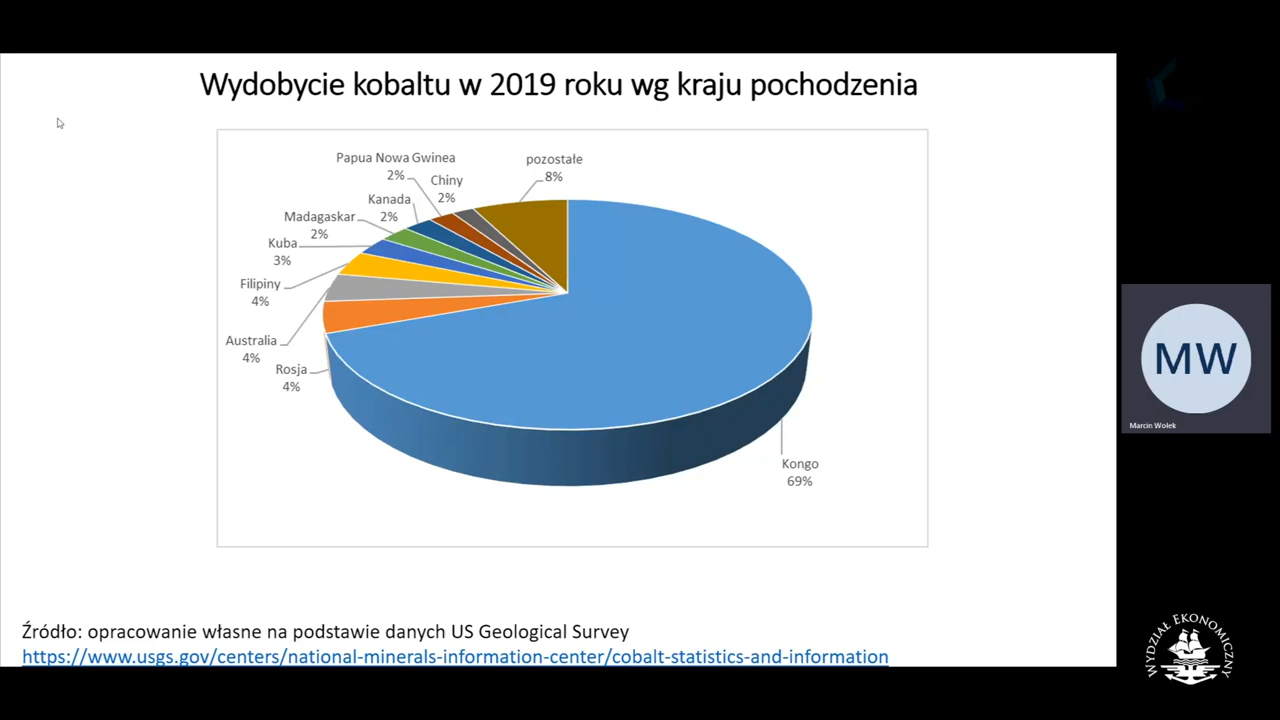 Wydobycie kobaltu w 2019 roku wg kraju pochodzenia
Papua Nowa Gwinea
2%
Chiny
2%
pozostałe
8%
Kanada
2%
Madagaskar
2%
Kuba
3%
Filipiny
4%
Australia
4%
Rosja
4%
Kongo
69%
MW
Marcin Wołek
Źródło: opracowanie własne na podstawie danych US Geological Survey
https://www.usgs.gov/centers/national-minerals-information-center/cobalt-statistics-and-information
WYDZIAŁ EKONOMICZNY